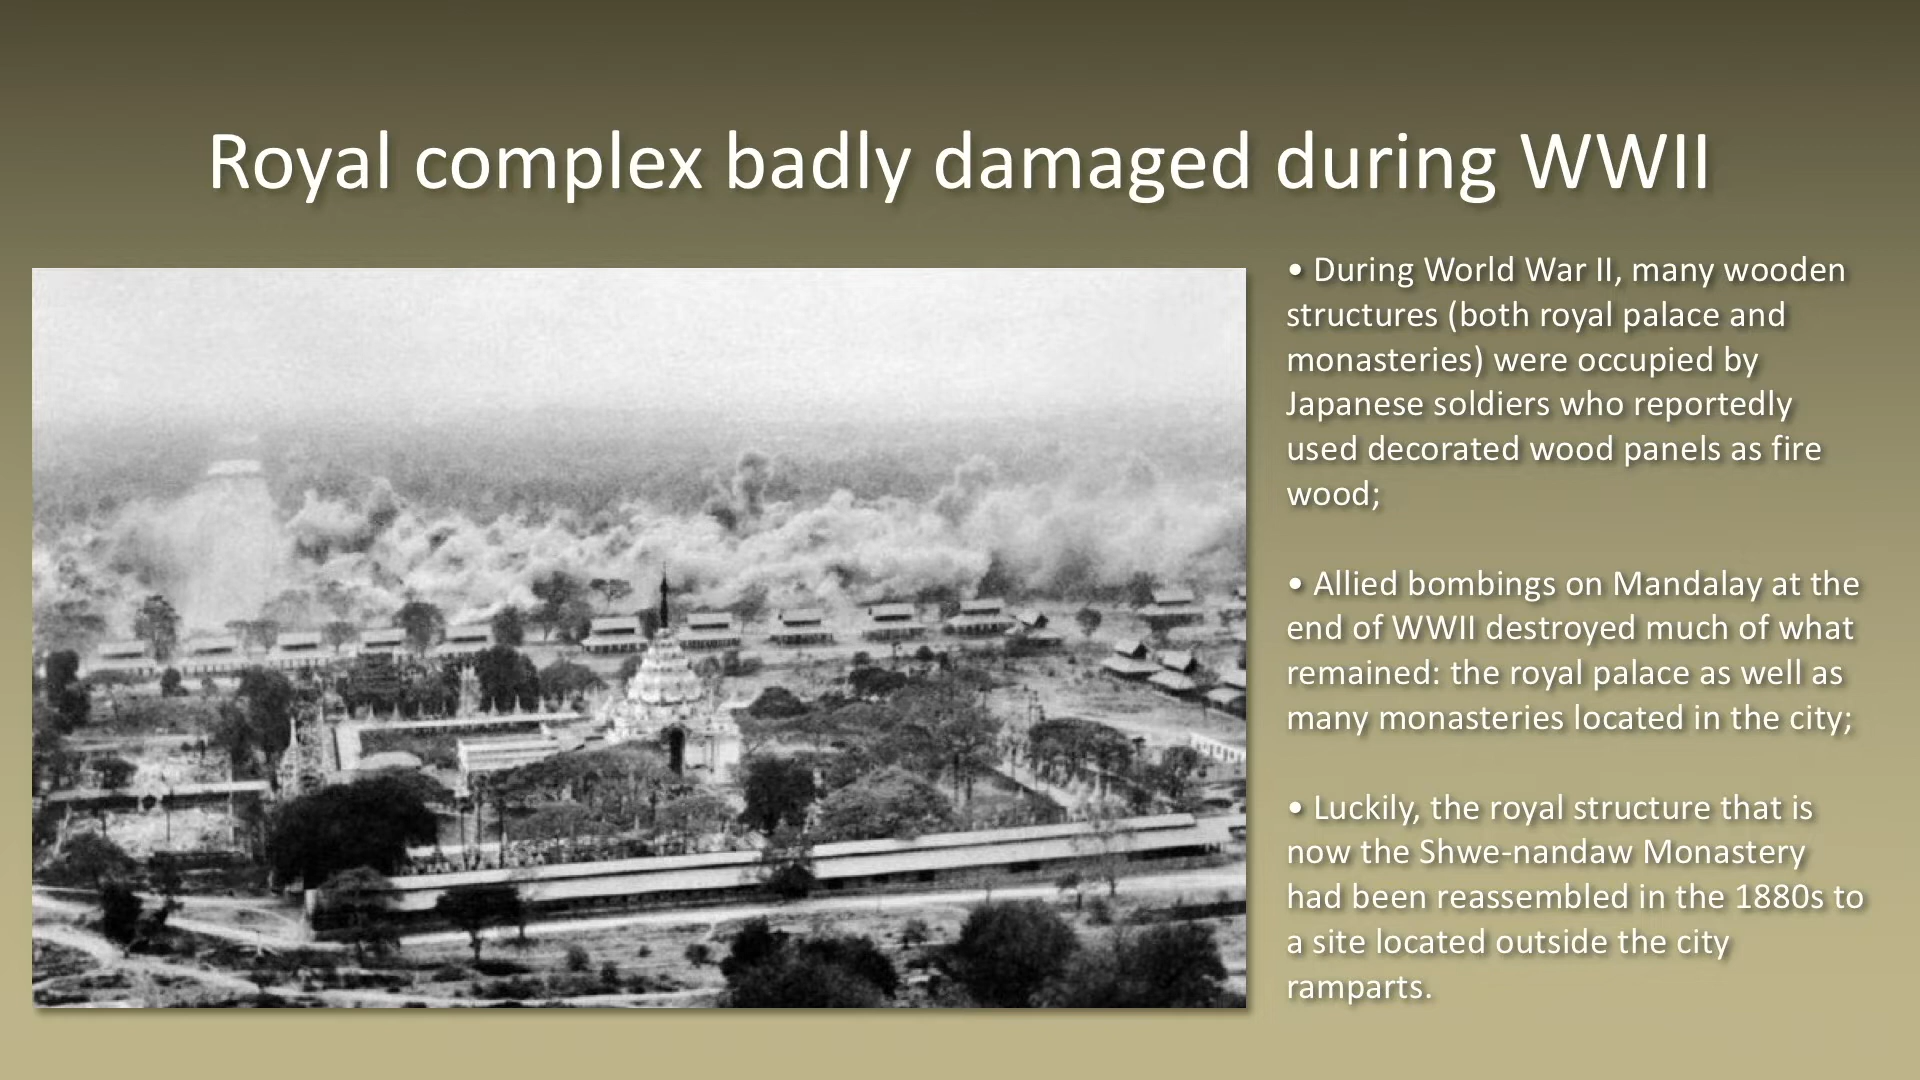 Royal complex badly damaged during WWII
• During World War II, many wooden
structures (both royal palace and
monasteries) were occupied by
Japanese soldiers who reportedly
used decorated wood panels as fire
wood;
• Allied bombings on Mandalay at the
end of WWII destroyed much of what
remained: the royal palace as well as
many monasteries located in the city;
• Luckily, the royal structure that is
now the Shwe-nandaw Monastery
had been reassembled in the 1880s to
a site located outside the city
ramparts.